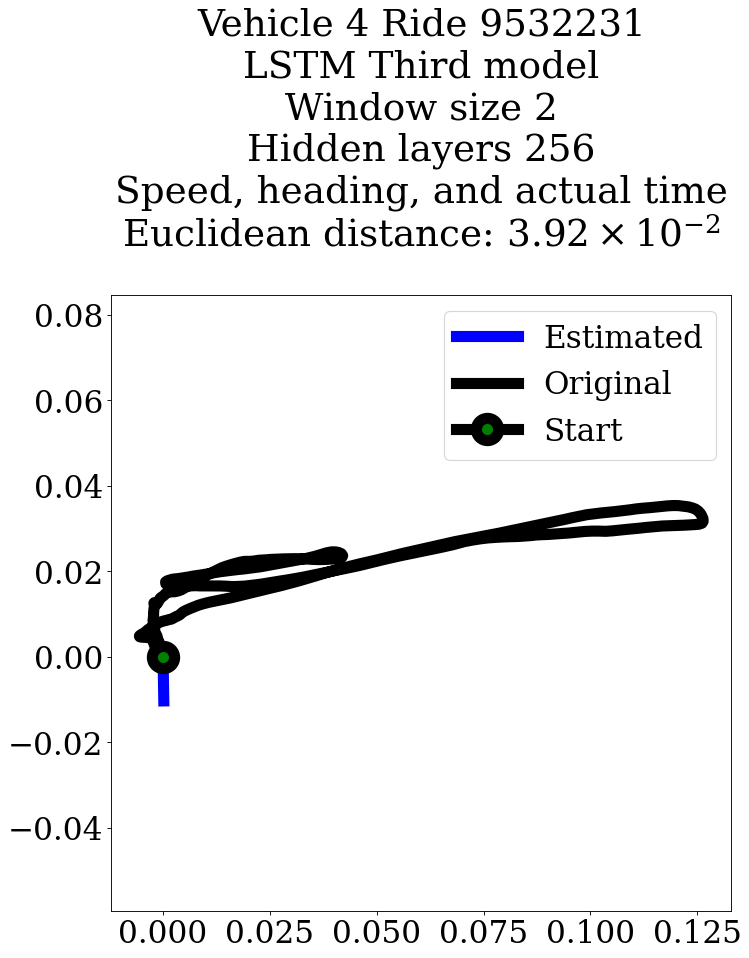 Vehicle 4 Ride 9532231
LSTM Third model
Window size 2
Hidden layers 256
Speed, heading, and actual time
Euclidean distance: 3.92 × 10⁻²
Estimated
Original
Start
0.08
0.06
0.04
0.02
0.00
−0.02
−0.04
0.000 0.025 0.050 0.075 0.100 0.125